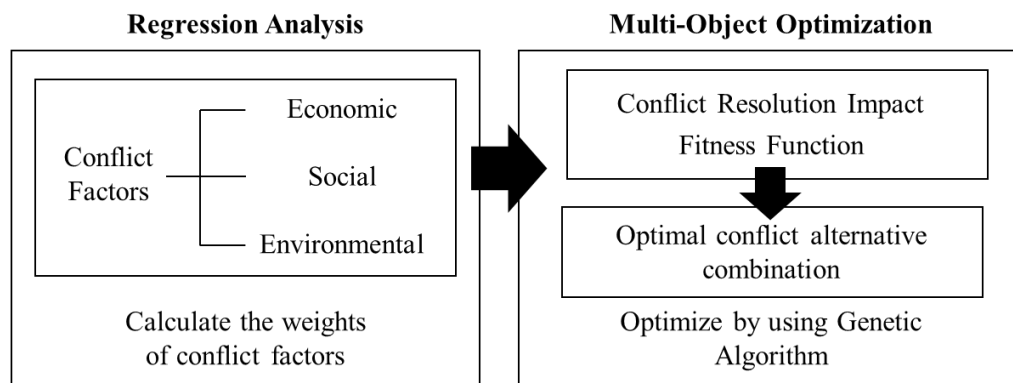 Regression Analysis
Conflict
Factors
Economic
Social
Environmental
Calculate the weights
of conflict factors
Multi-Object Optimization
Conflict Resolution Impact
Fitness Function
Optimal conflict alternative
combination
Optimize by using Genetic
Algorithm